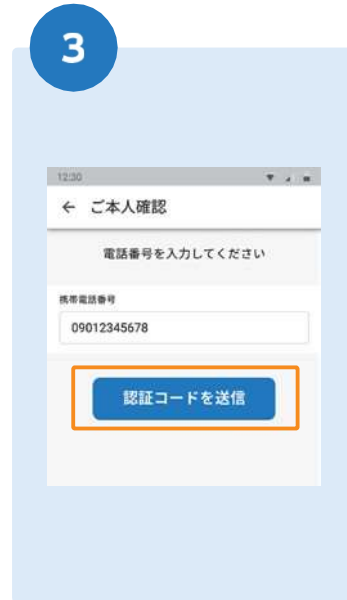 3
12:30
← ご本人確認
電話番号を入力してください
携帯電話番号
09012345678
認証コードを送信